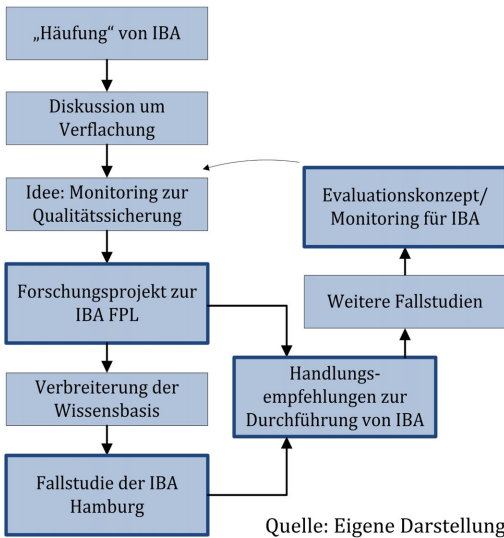 „Häufung“ von IBA
Diskussion um
Verflachung
Idee: Monitoring zur
Qualitätssicherung
Forschungsprojekt zur
IBA FPL
Verbreiterung der
Wissensbasis
Fallstudie der IBA
Hamburg
Evaluationskonzept/
Monitoring für IBA
Weitere Fallstudien
Handlungs-
empfehlungen zur
Durchführung von IBA
Quelle: Eigene Darstellung